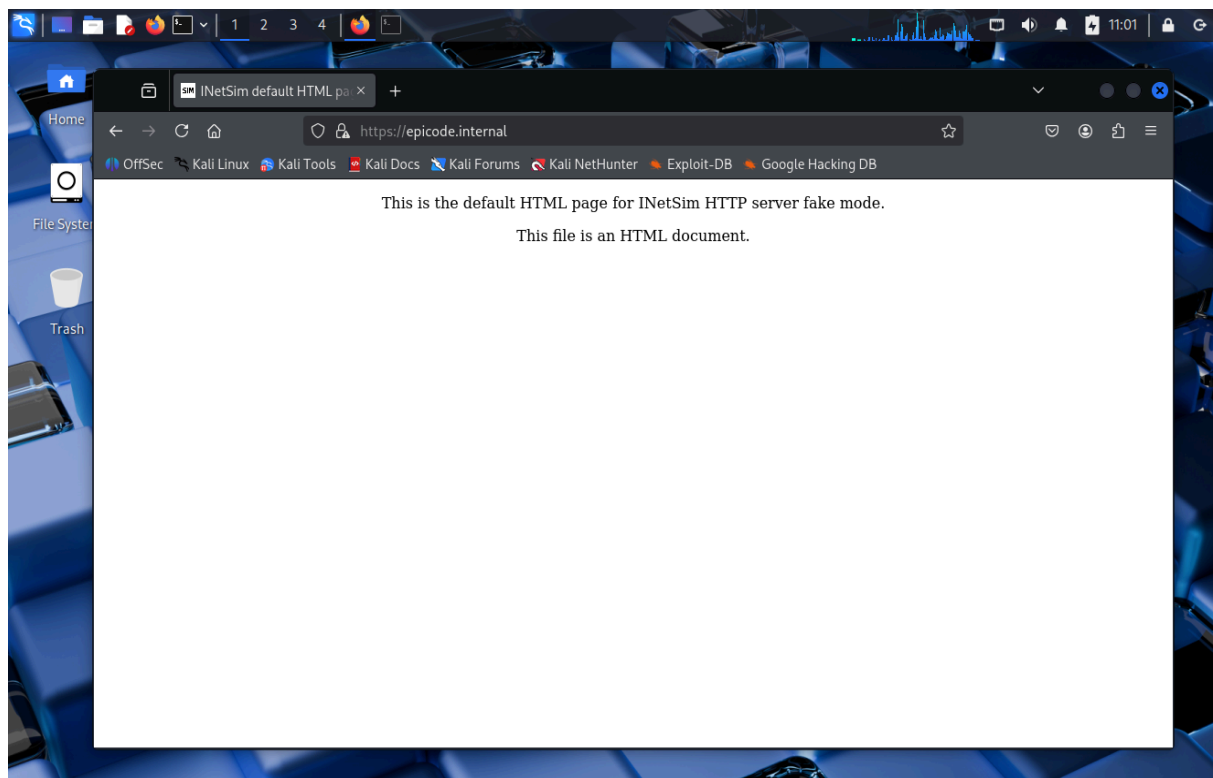 1 2 3 4 11:01
Home
File System
Trash
SIM INetSim default HTML pa
https://epicode.internal
OffSec Kali Linux Kali Tools Kali Docs Kali Forums Kali NetHunter Exploit-DB Google Hacking DB
This is the default HTML page for INetSim HTTP server fake mode.
This file is an HTML document.